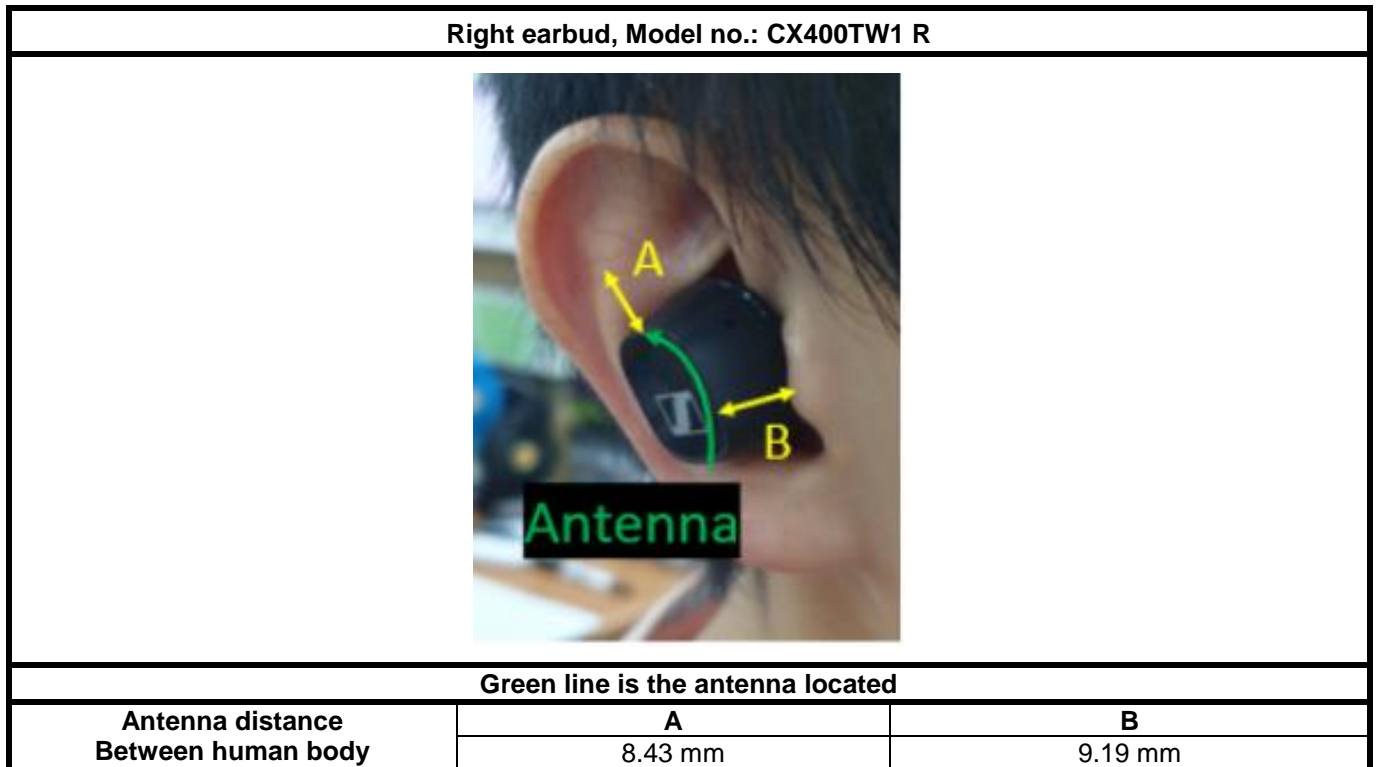 Right earbud, Model no.: CX400TW1 R
A
B
Antenna
Green line is the antenna located
Antenna distance
Between human body
A
B
8.43 mm
9.19 mm